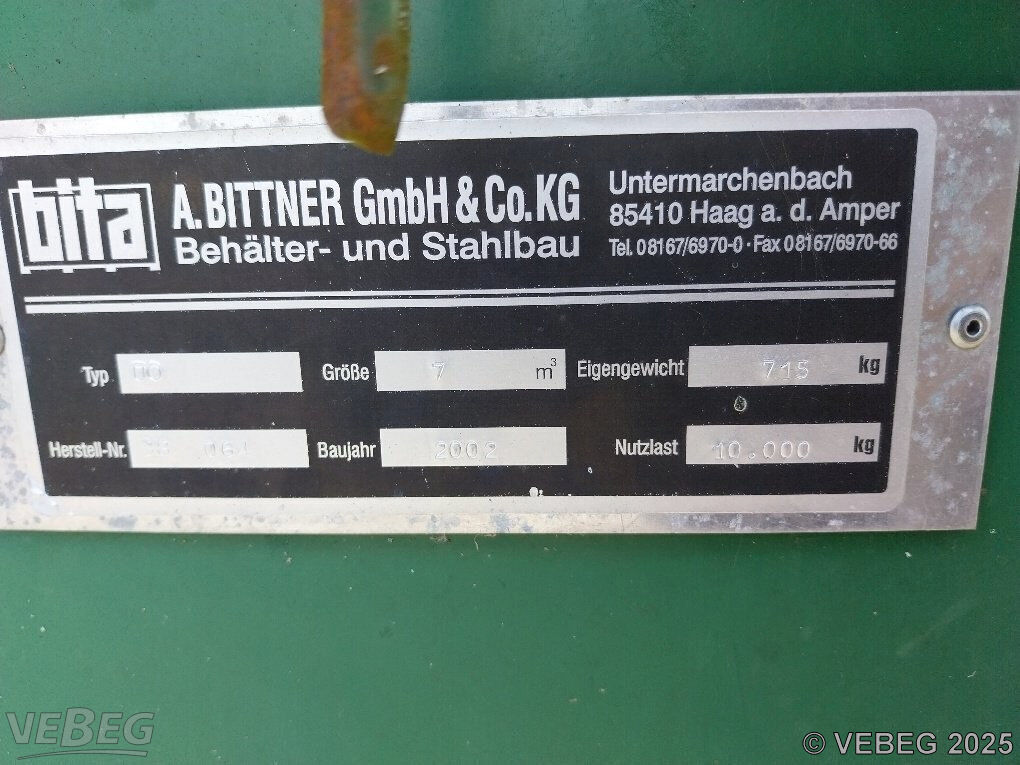 bita
A. BITTNER GmbH & Co. KG
Behälter- und Stahlbau
Untermarchenbach
85410 Haag a. d. Amper
Tel. 08167/6970-0 · Fax 08167/6970-66
Typ Größe 7 m³ Eigengewicht 715 kg
Herstell-Nr. Baujahr 2002 Nutzlast 10.000 kg
VEBEG
© VEBEG 2025